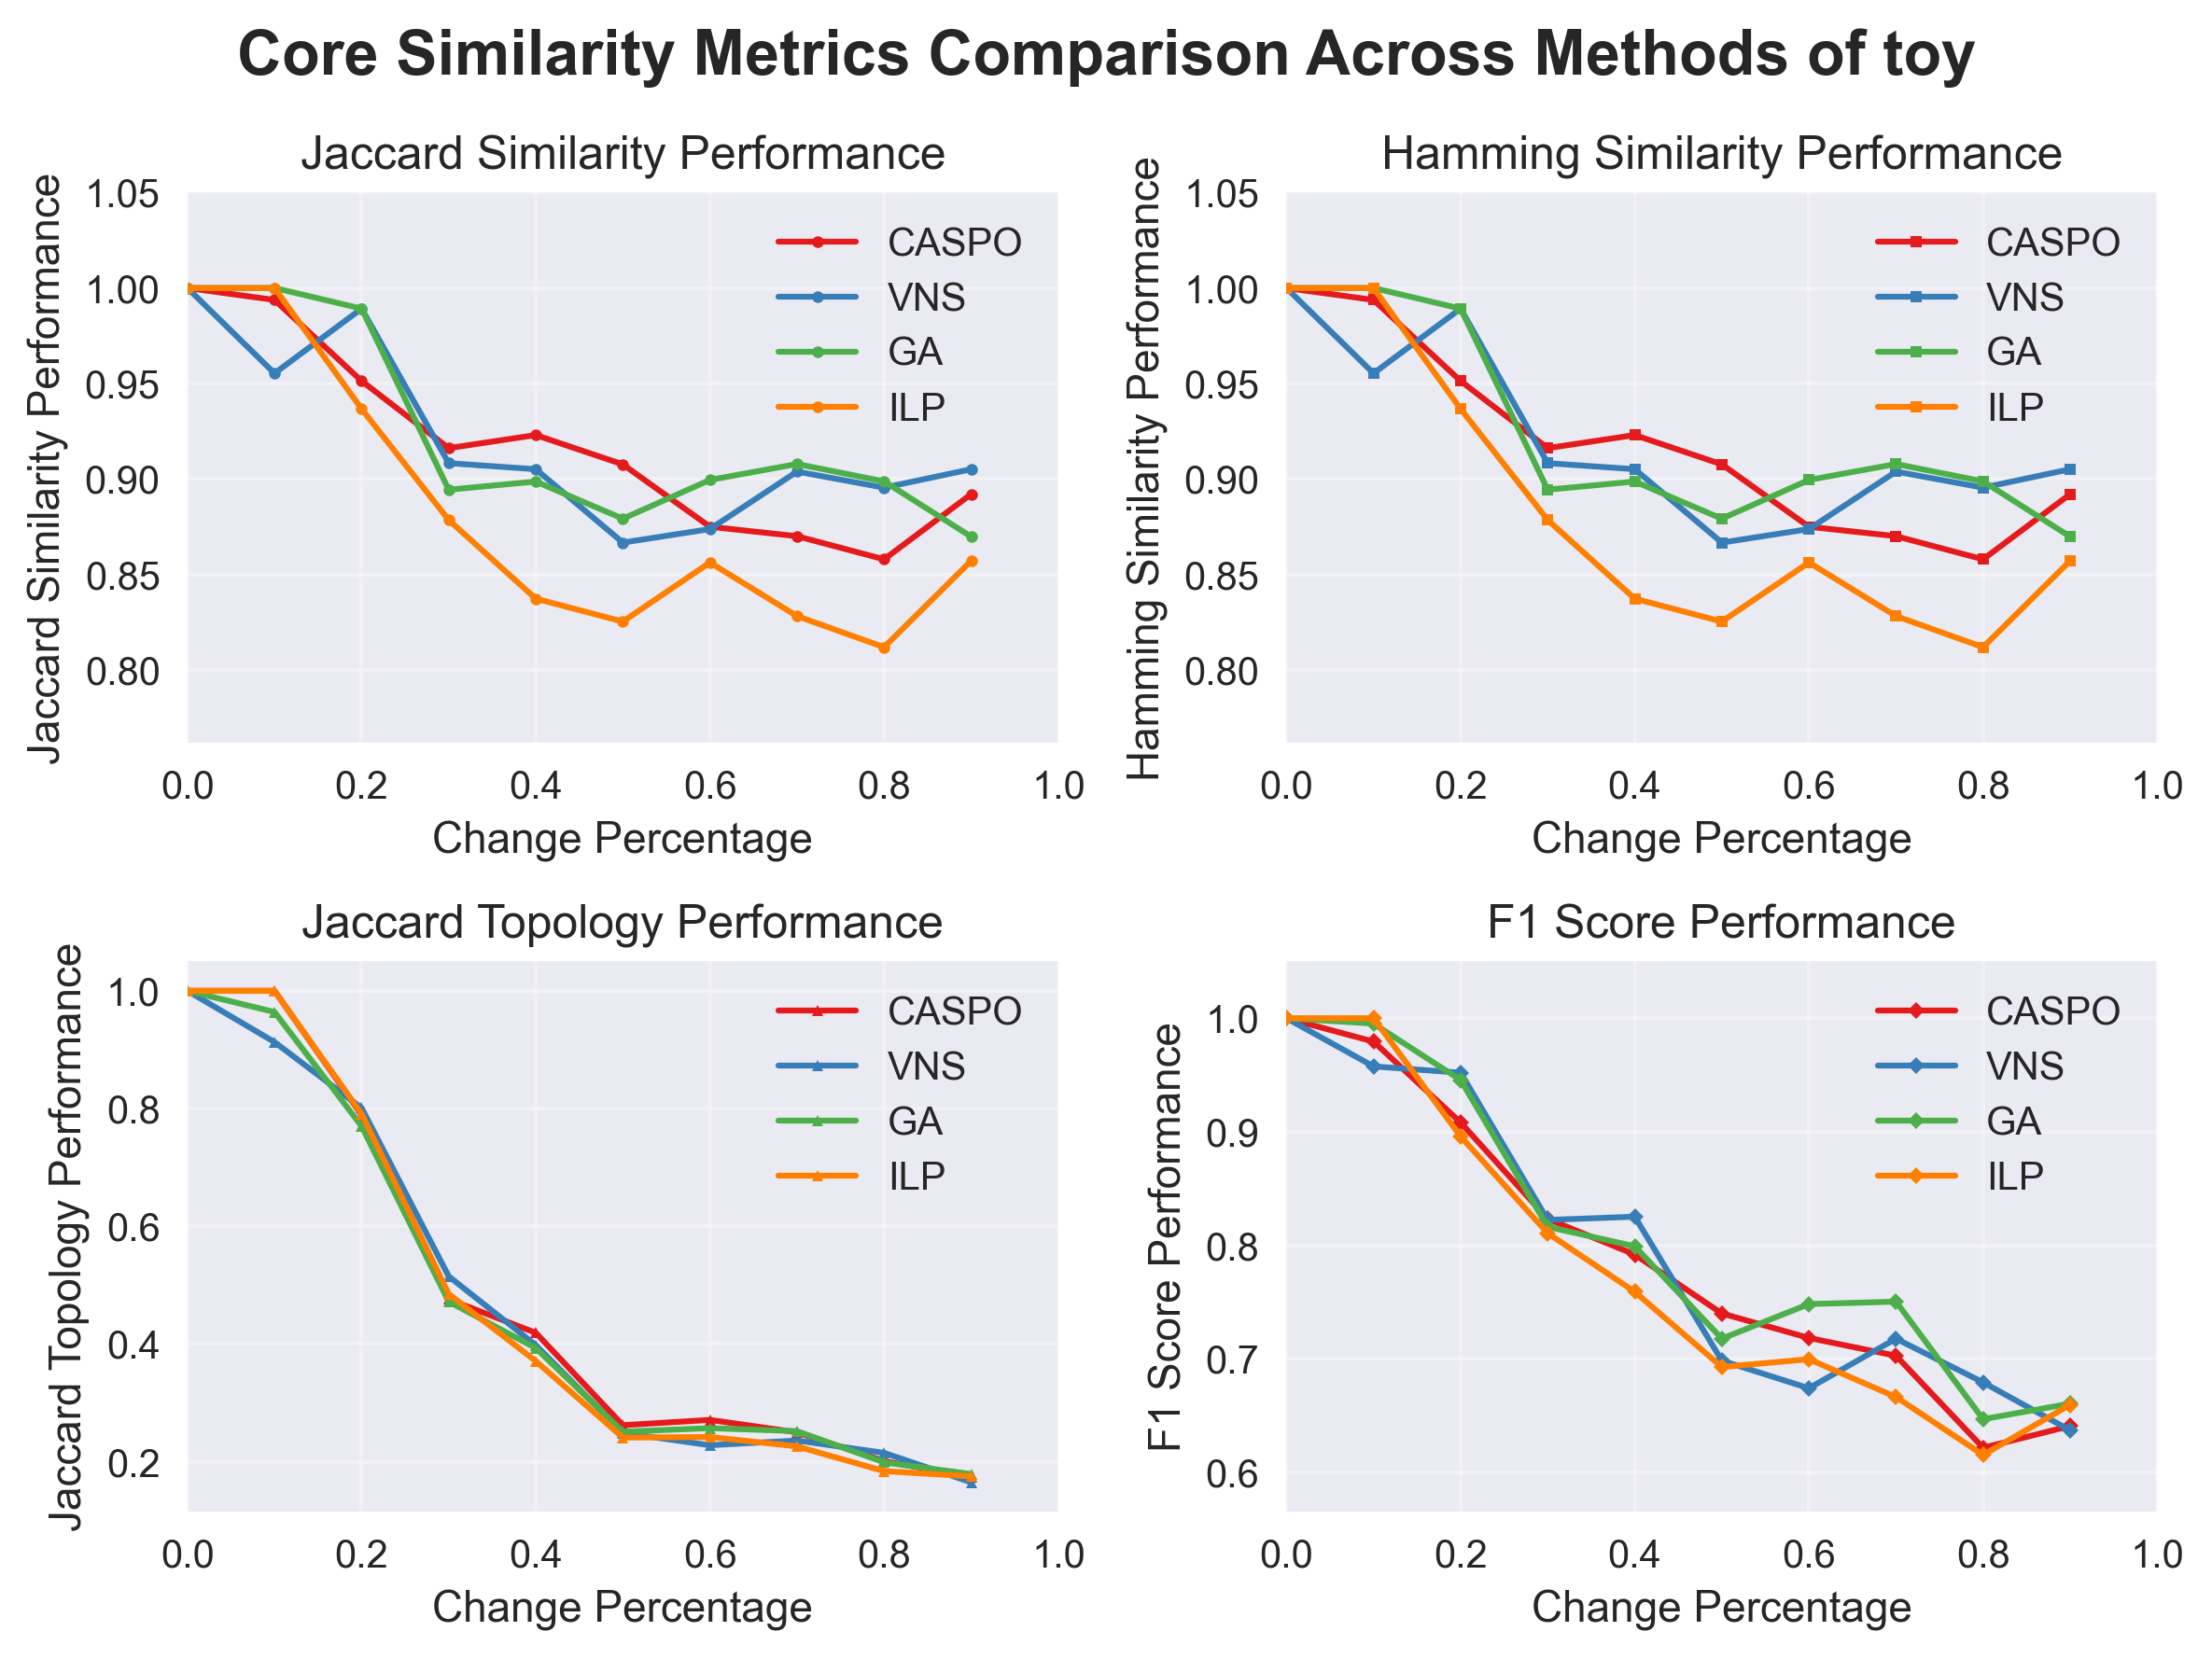 Core Similarity Metrics Comparison Across Methods of toy
Jaccard Similarity Performance
Jaccard Similarity Performance
1.05
1.00
0.95
0.90
0.85
0.80
CASPO
VNS
GA
ILP
0.0 0.2 0.4 0.6 0.8 1.0
Change Percentage
Hamming Similarity Performance
Hamming Similarity Performance
1.05
1.00
0.95
0.90
0.85
0.80
CASPO
VNS
GA
ILP
0.0 0.2 0.4 0.6 0.8 1.0
Change Percentage
Jaccard Topology Performance
Jaccard Topology Performance
1.0
0.8
0.6
0.4
0.2
CASPO
VNS
GA
ILP
0.0 0.2 0.4 0.6 0.8 1.0
Change Percentage
F1 Score Performance
F1 Score Performance
1.0
0.9
0.8
0.7
0.6
CASPO
VNS
GA
ILP
0.0 0.2 0.4 0.6 0.8 1.0
Change Percentage